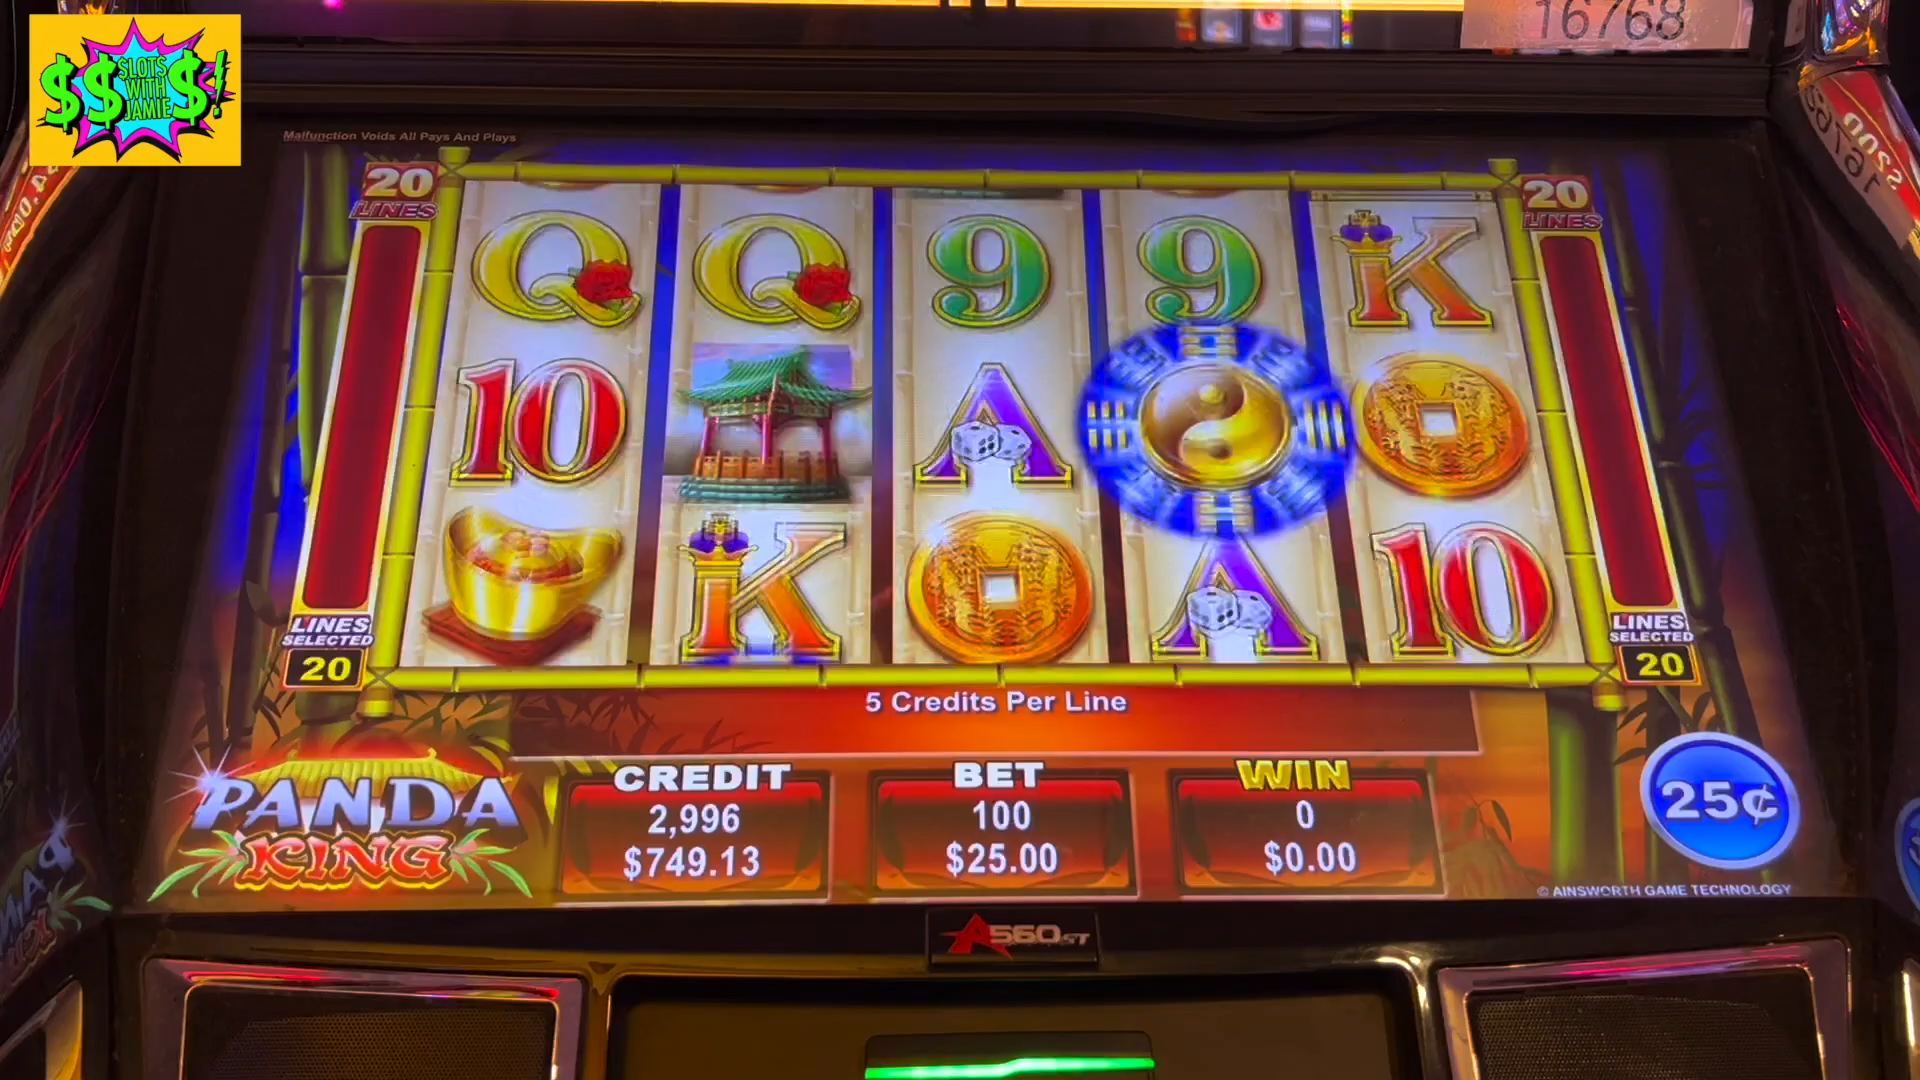 16768
$$ SLOTS WITH JAMIE $!
Malfunction Voids All Pays And Plays
20 LINES
20 LINES
Q Q 9 9 K
10 A
K A 10
LINES SELECTED
20
LINES SELECTED
20
5 Credits Per Line
PANDA KING
CREDIT
2,996
$749.13
BET
100
$25.00
WIN
0
$0.00
25¢
© AINSWORTH GAME TECHNOLOGY
A560ST